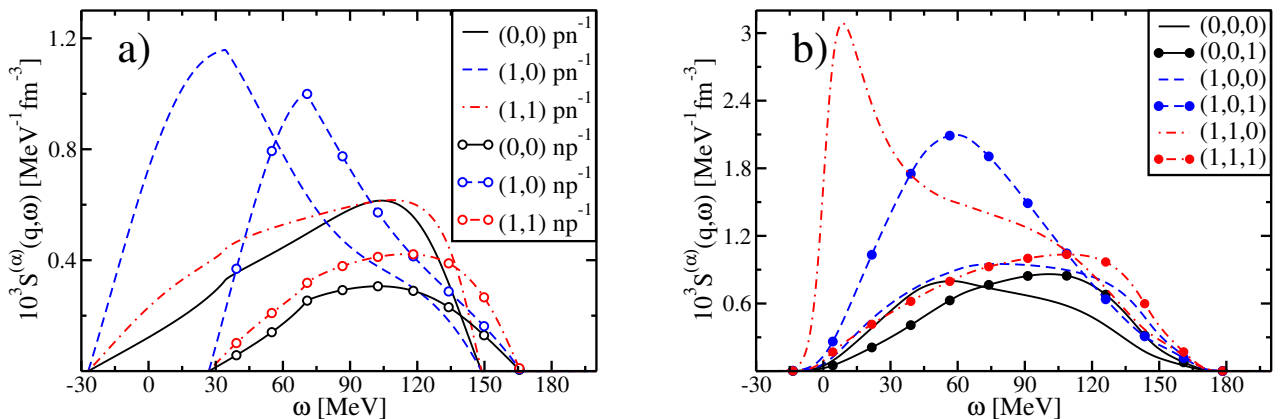 a)
10³S^(α)(q,ω) [MeV⁻¹fm⁻³]
1.2
0.8
0.4
-30 0 30 60 90 120 150 180
ω [MeV]
(0,0) pn⁻¹
(1,0) pn⁻¹
(1,1) pn⁻¹
(0,0) np⁻¹
(1,0) np⁻¹
(1,1) np⁻¹
b)
10³S^(α)(q,ω) [MeV⁻¹fm⁻³]
3
2.4
1.8
1.2
0.6
-30 0 30 60 90 120 150 180
ω [MeV]
(0,0,0)
(0,0,1)
(1,0,0)
(1,0,1)
(1,1,0)
(1,1,1)